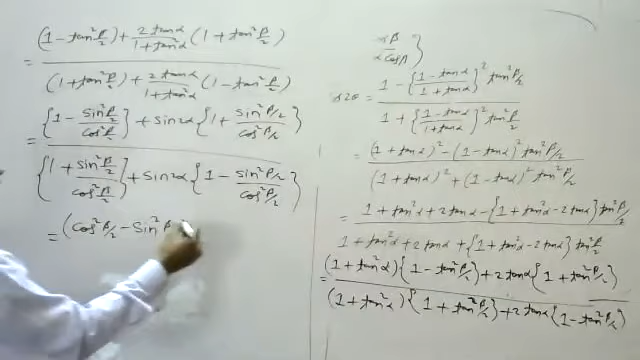 = (1 - tan²β/2) + 2tanα/1+tan²α (1 + tan²β/2) / (1 + tan²β/2) + 2tanα/1+tan²α (1 - tan²β/2)
= {1 - sin²β/2/cos²β/2} + sin2α {1 + sin²β/2/cos²β/2} / {1 + sin²β/2/cos²β/2} + sin2α {1 - sin²β/2/cos²β/2}
= (cos²β/2 - sin²β
β
αcosβ }
s2θ = 1 - {1 - tanα/1 + tanα}² tan²β/2 / 1 + {1 - tanα/1 + tanα}² tan²β/2
= (1 + tanα)² - (1 - tanα)² tan²β/2 / (1 + tanα)² + (1 - tanα)² tan²β/2
= 1 + tan²α + 2tanα - {1 + tan²α - 2tanα} tan²β/2 / 1 + tan²α + 2tanα + {1 + tan²α - 2tanα} tan²β/2
= (1 + tan²α) {1 - tan²β/2} + 2tanα {1 + tan²β/2} / (1 + tan²α) {1 + tan²β/2} + 2tanα {1 - tan²β/2}